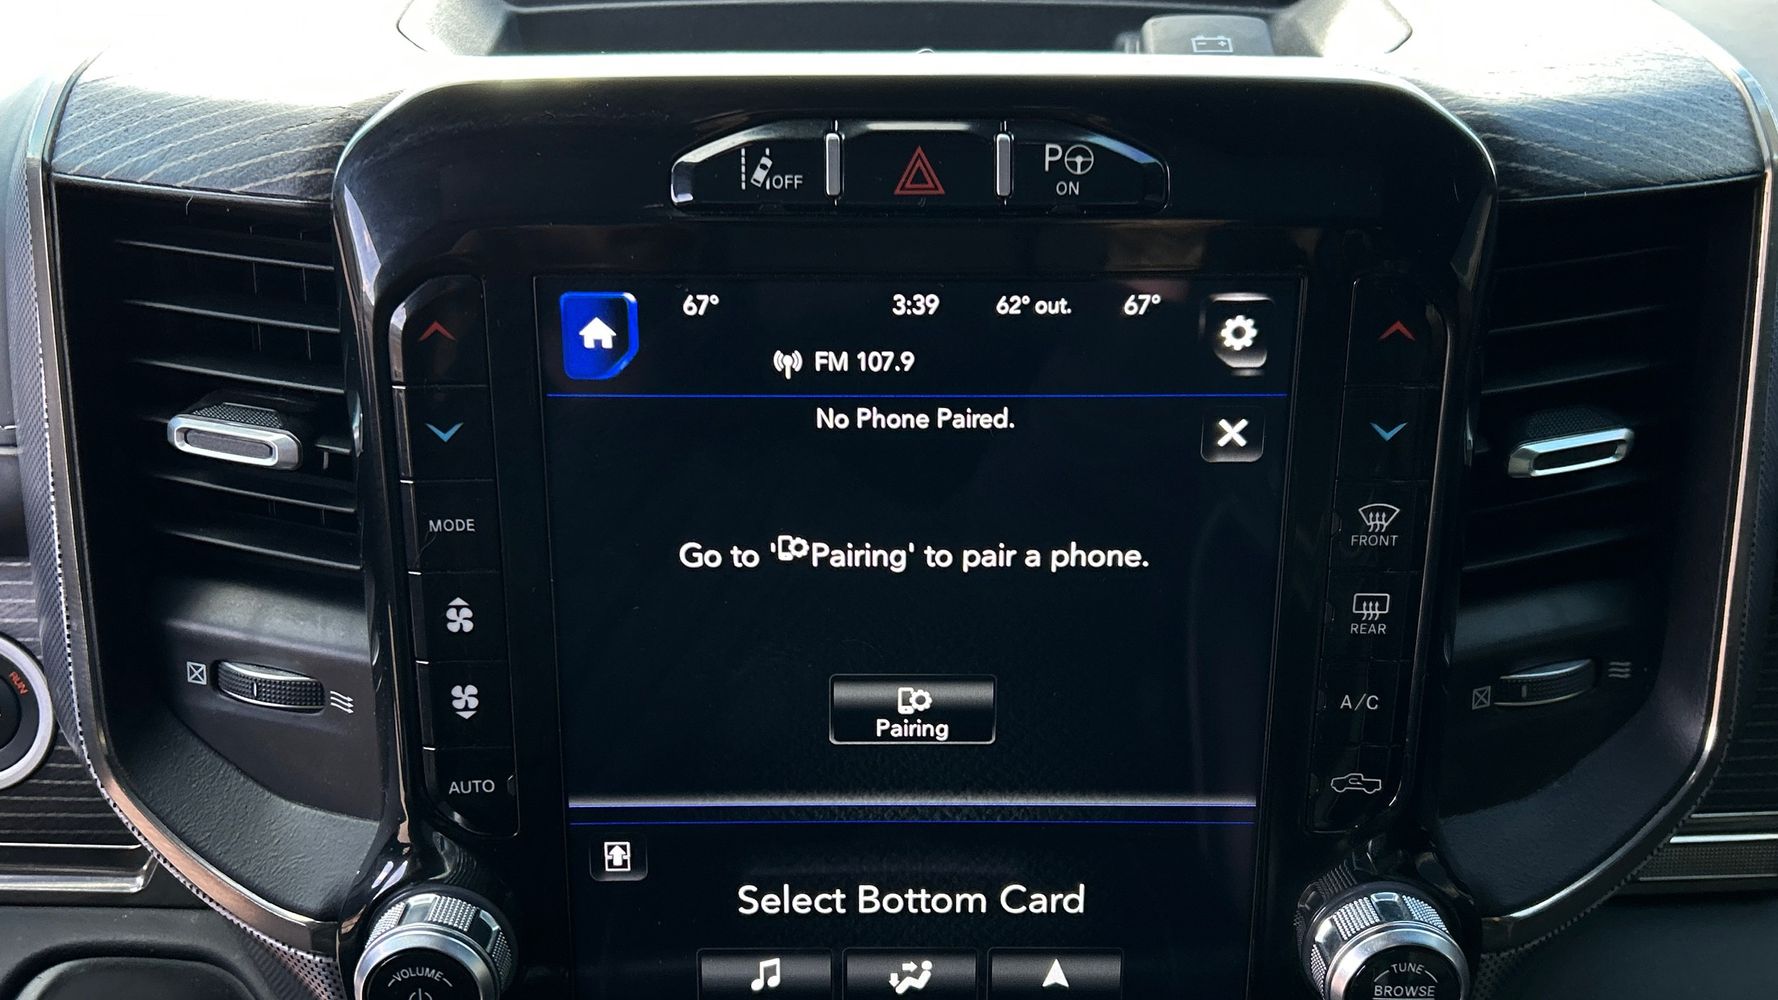 OFF
P
ON
67°
3:39
62° out.
67°
FM 107.9
No Phone Paired.
Go to 'Pairing' to pair a phone.
Pairing
Select Bottom Card
MODE
AUTO
FRONT
REAR
A/C
RUN
VOLUME
TUNE
BROWSE